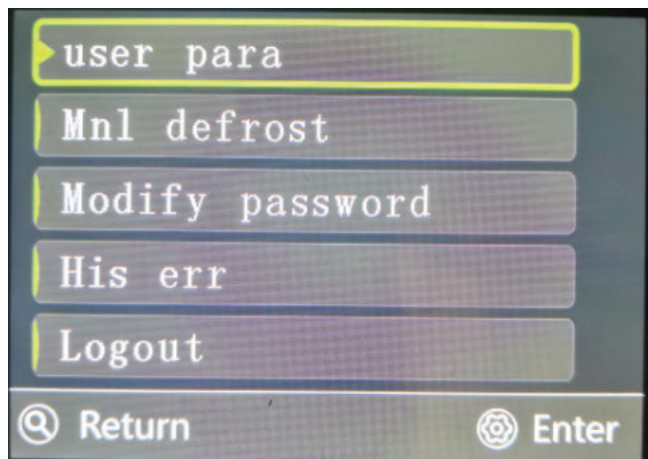 user para
Mnl defrost
Modify password
His err
Logout
Return Enter